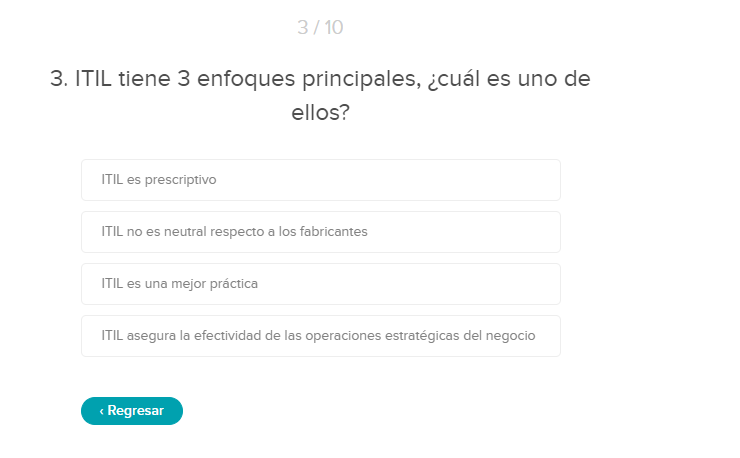 3 / 10
3. ITIL tiene 3 enfoques principales, ¿cuál es uno de
ellos?
ITIL es prescriptivo
ITIL no es neutral respecto a los fabricantes
ITIL es una mejor práctica
ITIL asegura la efectividad de las operaciones estratégicas del negocio
‹ Regresar